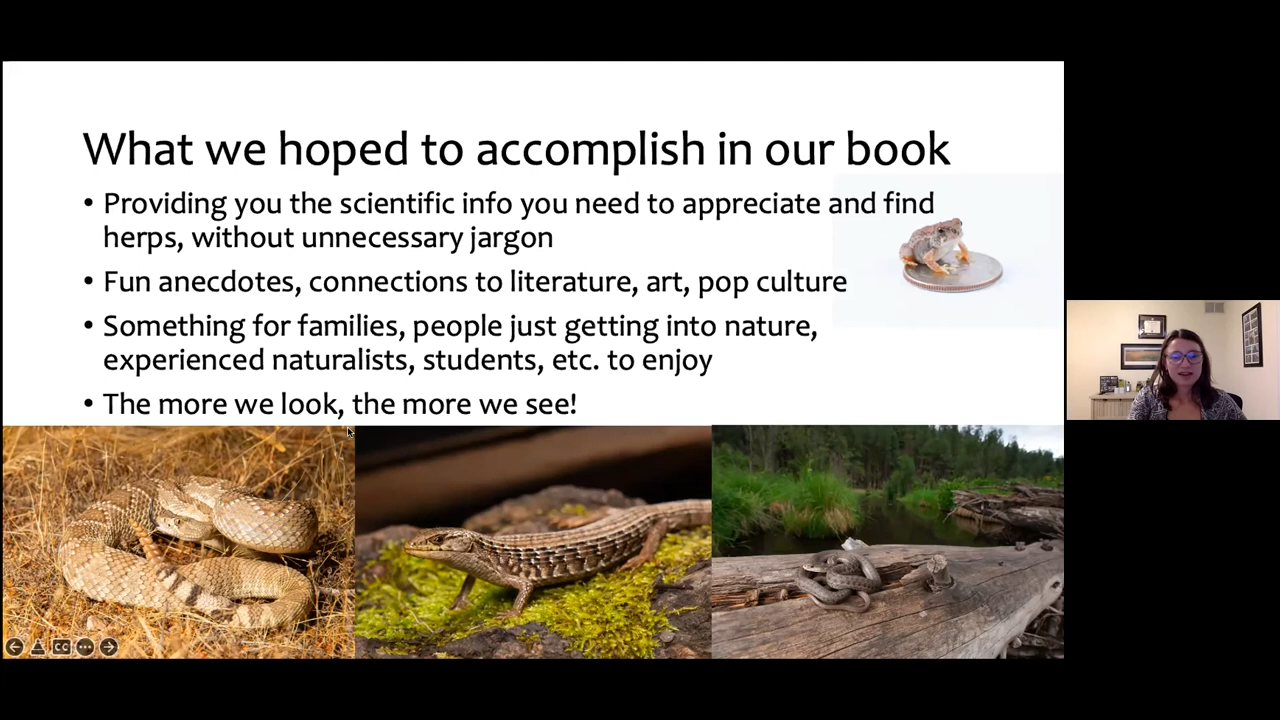 What we hoped to accomplish in our book
• Providing you the scientific info you need to appreciate and find
herps, without unnecessary jargon
• Fun anecdotes, connections to literature, art, pop culture
• Something for families, people just getting into nature,
experienced naturalists, students, etc. to enjoy
• The more we look, the more we see!
CC